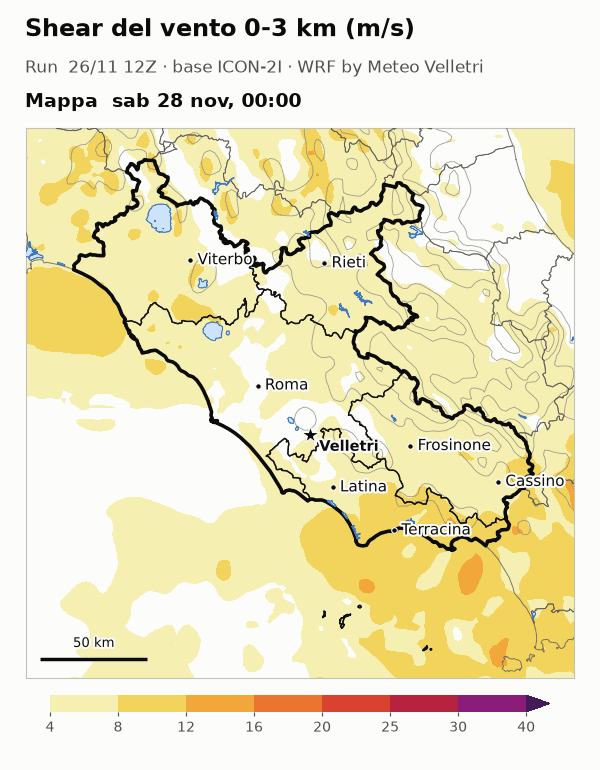 Shear del vento 0-3 km (m/s)
Run  26/11 12Z · base ICON-2I · WRF by Meteo Velletri
Mappa  sab 28 nov, 00:00
Viterbo
Rieti
Roma
Velletri
Frosinone
Cassino
Latina
Terracina
50 km
4 8 12 16 20 25 30 40